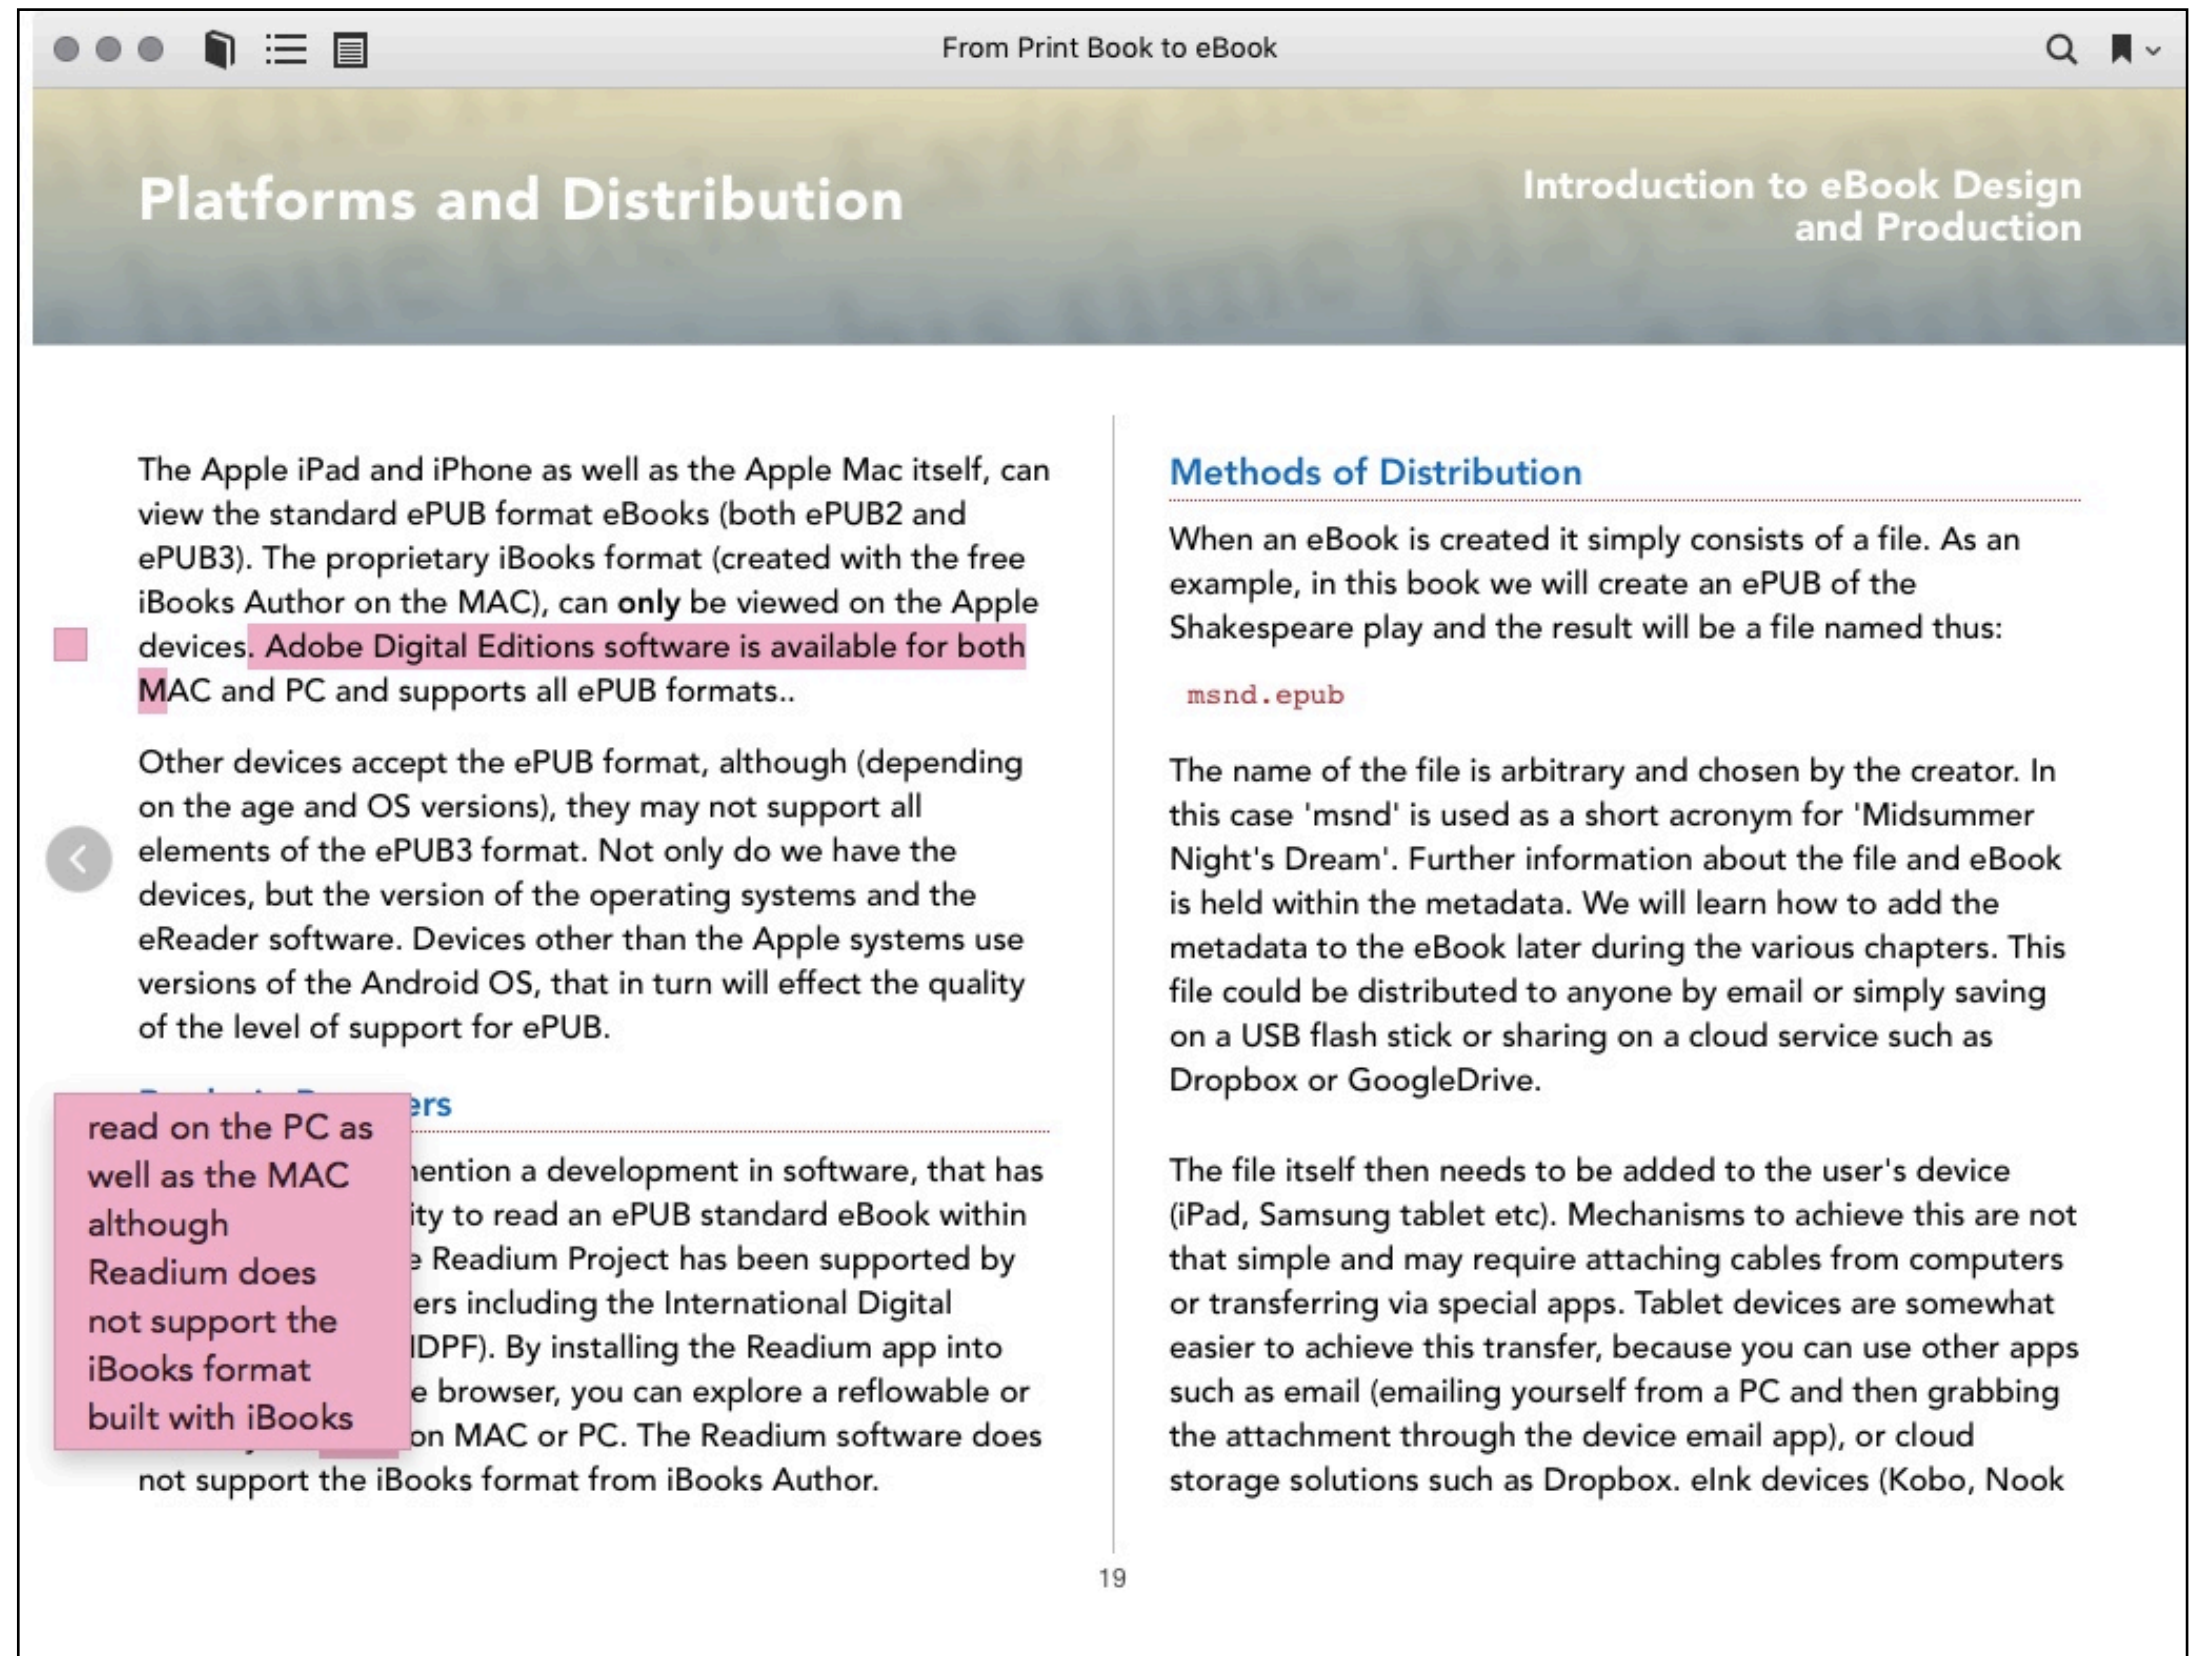 From Print Book to eBook
Platforms and Distribution
Introduction to eBook Design
and Production
The Apple iPad and iPhone as well as the Apple Mac itself, can
view the standard ePUB format eBooks (both ePUB2 and
ePUB3). The proprietary iBooks format (created with the free
iBooks Author on the MAC), can only be viewed on the Apple
devices. Adobe Digital Editions software is available for both
MAC and PC and supports all ePUB formats..
Other devices accept the ePUB format, although (depending
on the age and OS versions), they may not support all
elements of the ePUB3 format. Not only do we have the
devices, but the version of the operating systems and the
eReader software. Devices other than the Apple systems use
versions of the Android OS, that in turn will effect the quality
of the level of support for ePUB.
ers
read on the PC as
well as the MAC
although
Readium does
not support the
iBooks format
built with iBooks
ention a development in software, that has
ity to read an ePUB standard eBook within
Readium Project has been supported by
ers including the International Digital
IDPF). By installing the Readium app into
e browser, you can explore a reflowable or
on MAC or PC. The Readium software does
not support the iBooks format from iBooks Author.
Methods of Distribution
When an eBook is created it simply consists of a file. As an
example, in this book we will create an ePUB of the
Shakespeare play and the result will be a file named thus:
msnd.epub
The name of the file is arbitrary and chosen by the creator. In
this case 'msnd' is used as a short acronym for 'Midsummer
Night's Dream'. Further information about the file and eBook
is held within the metadata. We will learn how to add the
metadata to the eBook later during the various chapters. This
file could be distributed to anyone by email or simply saving
on a USB flash stick or sharing on a cloud service such as
Dropbox or GoogleDrive.
The file itself then needs to be added to the user's device
(iPad, Samsung tablet etc). Mechanisms to achieve this are not
that simple and may require attaching cables from computers
or transferring via special apps. Tablet devices are somewhat
easier to achieve this transfer, because you can use other apps
such as email (emailing yourself from a PC and then grabbing
the attachment through the device email app), or cloud
storage solutions such as Dropbox. eInk devices (Kobo, Nook
19